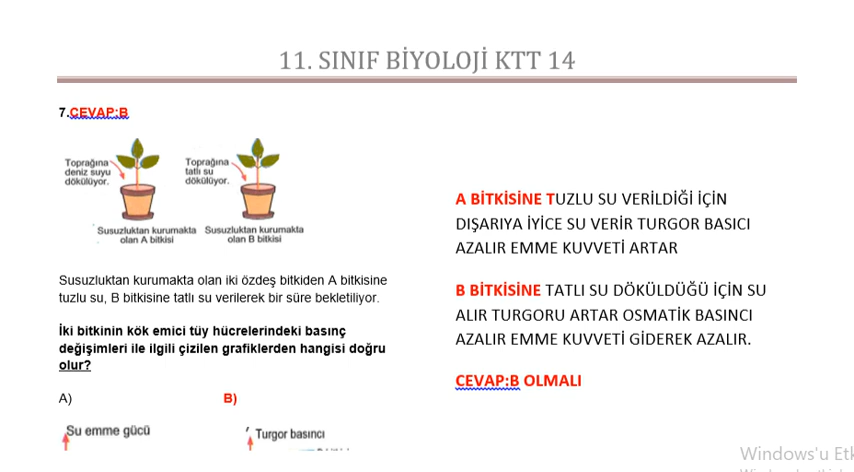 11. SINIF BİYOLOJİ KTT 14
7.CEVAP:B
Toprağına
deniz suyu
dökülüyor.
Toprağına
tatlı su
dökülüyor.
Susuzluktan kurumakta
olan A bitkisi
Susuzluktan kurumakta
olan B bitkisi
Susuzluktan kurumakta olan iki özdeş bitkiden A bitkisine
tuzlu su, B bitkisine tatlı su verilerek bir süre bekletiliyor.
İki bitkinin kök emici tüy hücrelerindeki basınç
değişimleri ile ilgili çizilen grafiklerden hangisi doğru
olur?
A)
B)
Su emme gücü
Turgor basıncı
A BİTKİSİNE TUZLU SU VERİLDİĞİ İÇİN
DIŞARIYA İYİCE SU VERİR TURGOR BASICI
AZALIR EMME KUVVETİ ARTAR
B BİTKİSİNE TATLI SU DÖKÜLDÜĞÜ İÇİN SU
ALIR TURGORU ARTAR OSMATİK BASINCI
AZALIR EMME KUVVETİ GİDEREK AZALIR.
CEVAP:B OLMALI
Windows'u Etk